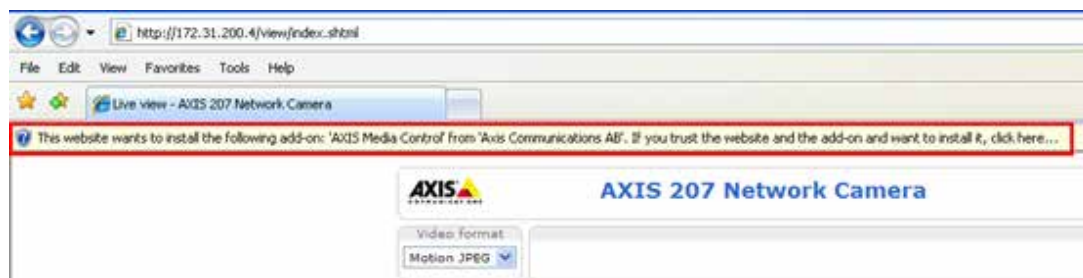 http://172.31.200.4/view/index.shtml
File Edit View Favorites Tools Help
Live view - AXIS 207 Network Camera
This website wants to install the following add-on: 'AXIS Media Control' from 'Axis Communications AB'. If you trust the website and the add-on and want to install it, click here...
AXIS AXIS 207 Network Camera
COMMUNICATIONS
Video format
Motion JPEG